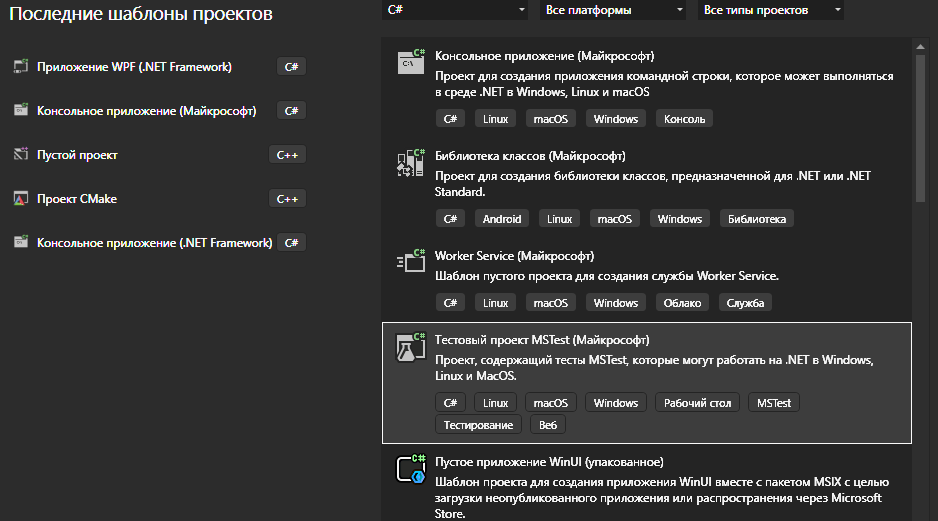 Последние шаблоны проектов
Приложение WPF (.NET Framework) C#
Консольное приложение (Майкрософт) C#
Пустой проект C++
Проект CMake C++
Консольное приложение (.NET Framework) C#
C# Все платформы Все типы проектов
Консольное приложение (Майкрософт)
Проект для создания приложения командной строки, которое может выполняться
в среде .NET в Windows, Linux и macOS
C# Linux macOS Windows Консоль
Библиотека классов (Майкрософт)
Проект для создания библиотеки классов, предназначенной для .NET или .NET
Standard.
C# Android Linux macOS Windows Библиотека
Worker Service (Майкрософт)
Шаблон пустого проекта для создания службы Worker Service.
C# Linux macOS Windows Облако Служба
Тестовый проект MSTest (Майкрософт)
Проект, содержащий тесты MSTest, которые могут работать на .NET в Windows,
Linux и MacOS.
C# Linux macOS Windows Рабочий стол MSTest
Тестирование Веб
Пустое приложение WinUI (упакованное)
Шаблон проекта для создания приложения WinUI вместе с пакетом MSIX с целью
загрузки неопубликованного приложения или распространения через Microsoft
Store.